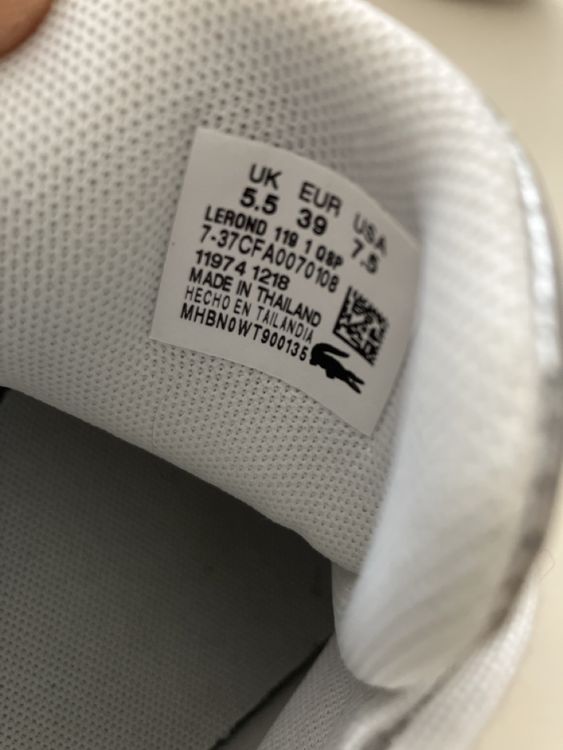 UK EUR USA
5.5 39 7.5
LEROND 119 1 QSP
7-37CFA0070108
11974 1218
MADE IN THAILAND
HECHO EN TAILANDIA
MHBN0WT900135